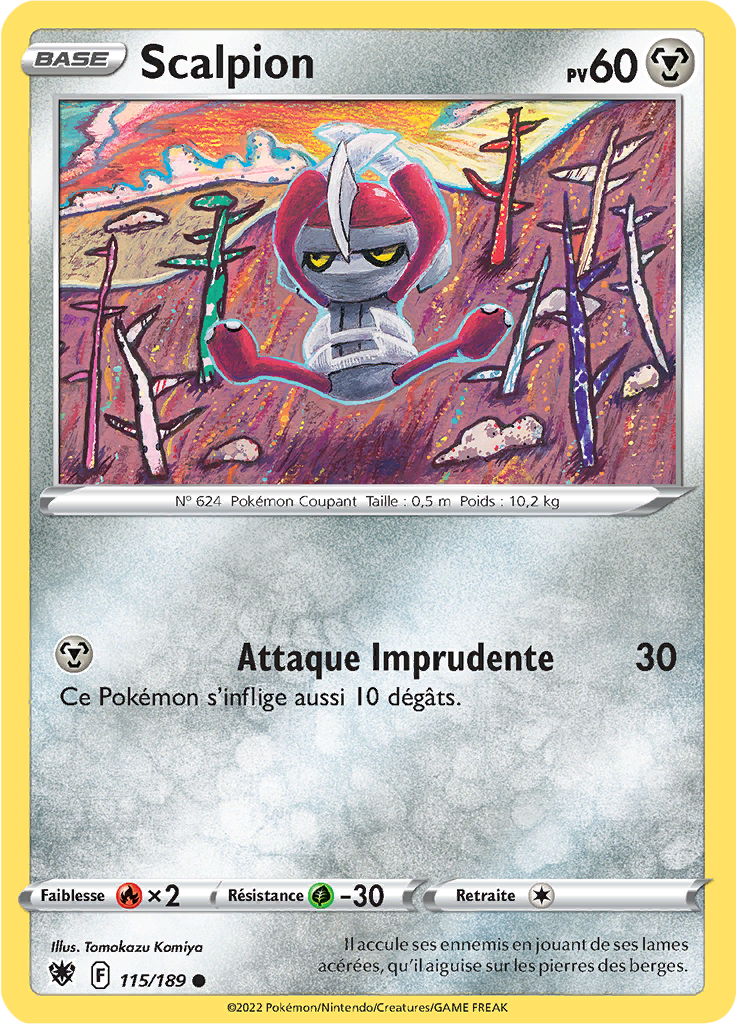 BASE
Scalpion
PV 60
N° 624 Pokémon Coupant Taille : 0,5 m Poids : 10,2 kg
Attaque Imprudente 30
Ce Pokémon s'inflige aussi 10 dégâts.
Faiblesse ×2 Résistance -30 Retraite
Illus. Tomokazu Komiya
Il accule ses ennemis en jouant de ses lames
acérées, qu'il aiguise sur les pierres des berges.
F 115/189
©2022 Pokémon/Nintendo/Creatures/GAME FREAK